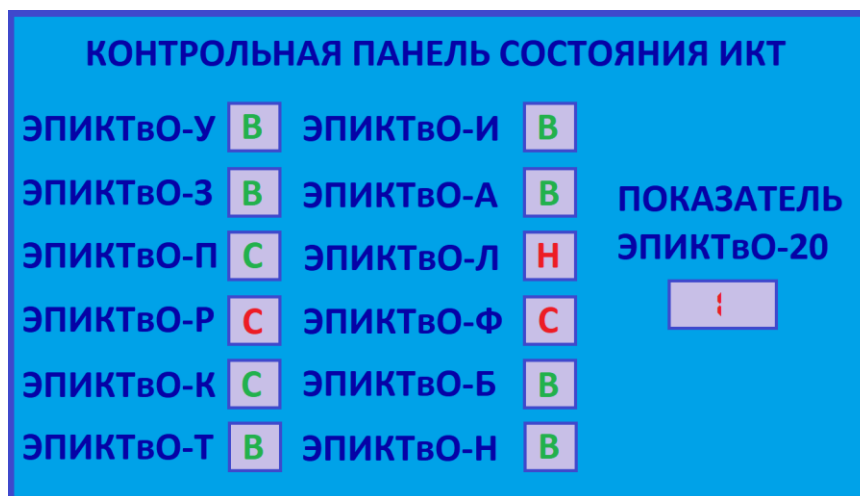 КОНТРОЛЬНАЯ ПАНЕЛЬ СОСТОЯНИЯ ИКТ
ЭПИКТвО-У В ЭПИКТвО-И В
ЭПИКТвО-З В ЭПИКТвО-А В
ЭПИКТвО-П С ЭПИКТвО-Л Н
ЭПИКТвО-Р С ЭПИКТвО-Ф С
ЭПИКТвО-К С ЭПИКТвО-Б В
ЭПИКТвО-Т В ЭПИКТвО-Н В
ПОКАЗАТЕЛЬ
ЭПИКТвО-20